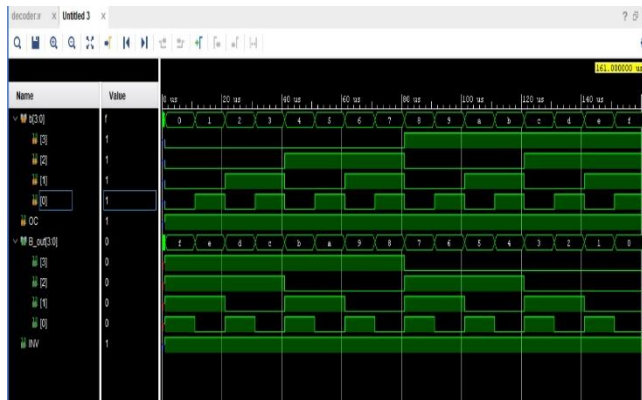 decoder.v × Untitled 3 ×
161.000000 us
Name Value 0 us 20 us 40 us 60 us 80 us 100 us 120 us 140 us
b[3:0] f 0 1 2 3 4 5 6 7 8 9 a b c d e f
[3] 1
[2] 1
[1] 1
[0] 1
OC 1
B_out[3:0] 0 f e d c b a 9 8 7 6 5 4 3 2 1 0
[3] 0
[2] 0
[1] 0
[0] 0
INV 1